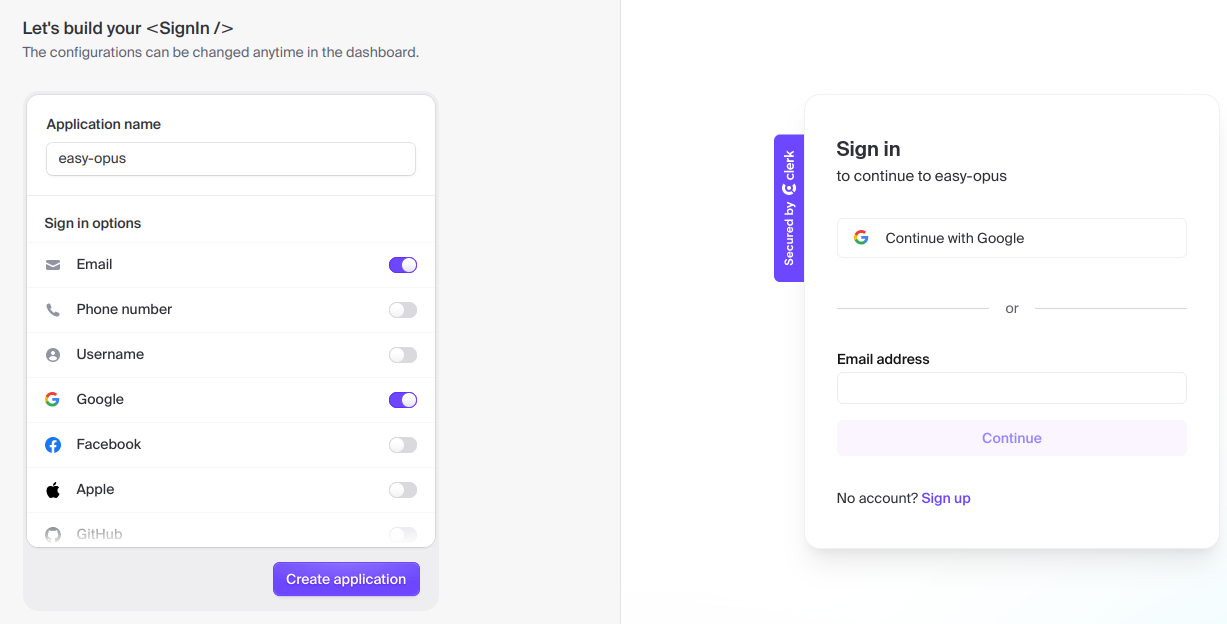 Let's build your <SignIn />
The configurations can be changed anytime in the dashboard.
Application name
easy-opus
Sign in options
Email
Phone number
Username
Google
Facebook
Apple
GitHub
Create application
Secured by clerk
Sign in
to continue to easy-opus
Continue with Google
or
Email address
Continue
No account? Sign up